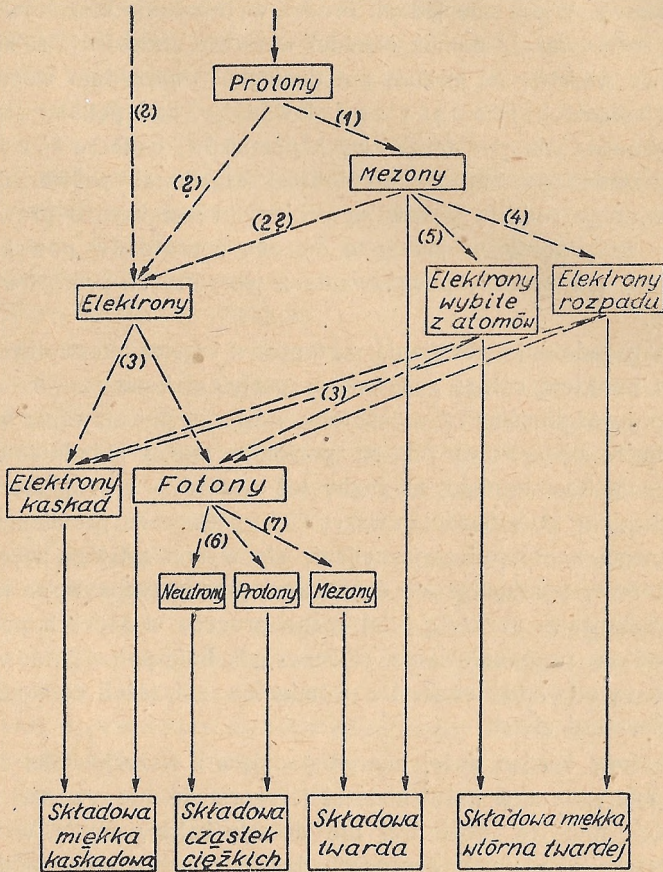 (?)
Protony
(1)
(?)
Mezony
(2?)
(5)
(4)
Elektrony
Elektrony
wybite
z atomów
Elektrony
rozpadu
(3)
(3)
Elektrony
kaskad
Fotony
(6)
(7)
Neutrony
Protony
Mezony
Składowa
miękka
kaskadowa
Składowa
cząstek
ciężkich
Składowa
twarda
Składowa miękka,
wtórna twardej